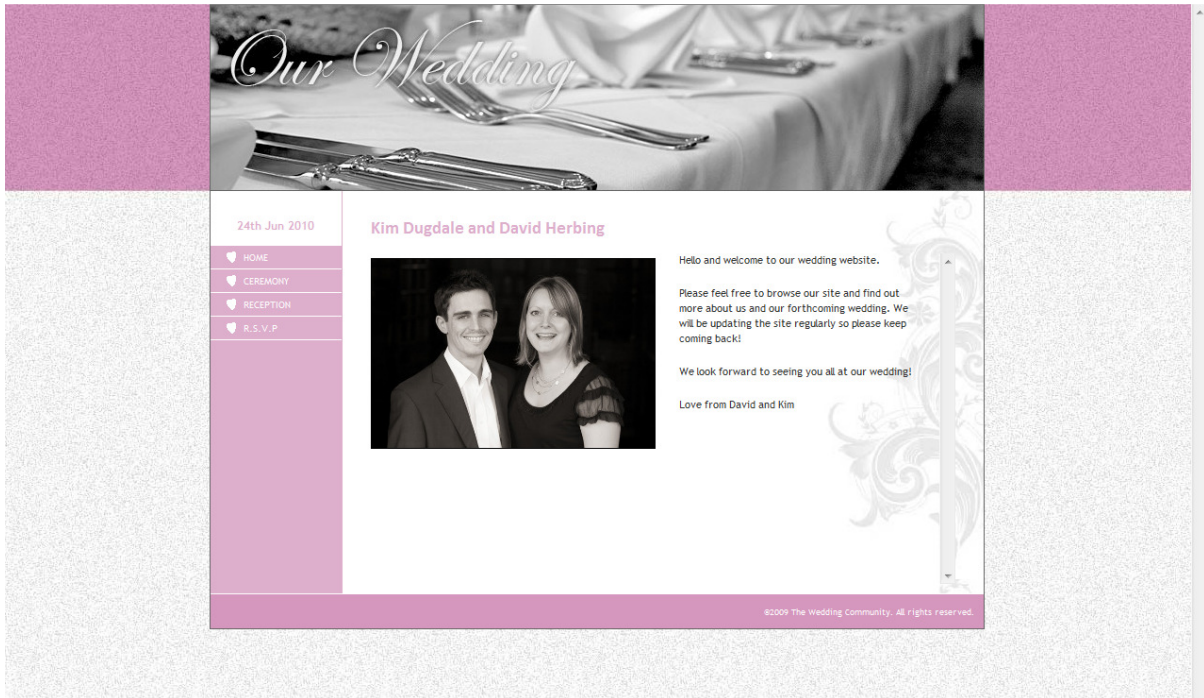 Our Wedding
24th Jun 2010
HOME
CEREMONY
RECEPTION
R.S.V.P
Kim Dugdale and David Herbing
Hello and welcome to our wedding website.
Please feel free to browse our site and find out
more about us and our forthcoming wedding. We
will be updating the site regularly so please keep
coming back!
We look forward to seeing you all at our wedding!
Love from David and Kim
©2009 The Wedding Community. All rights reserved.